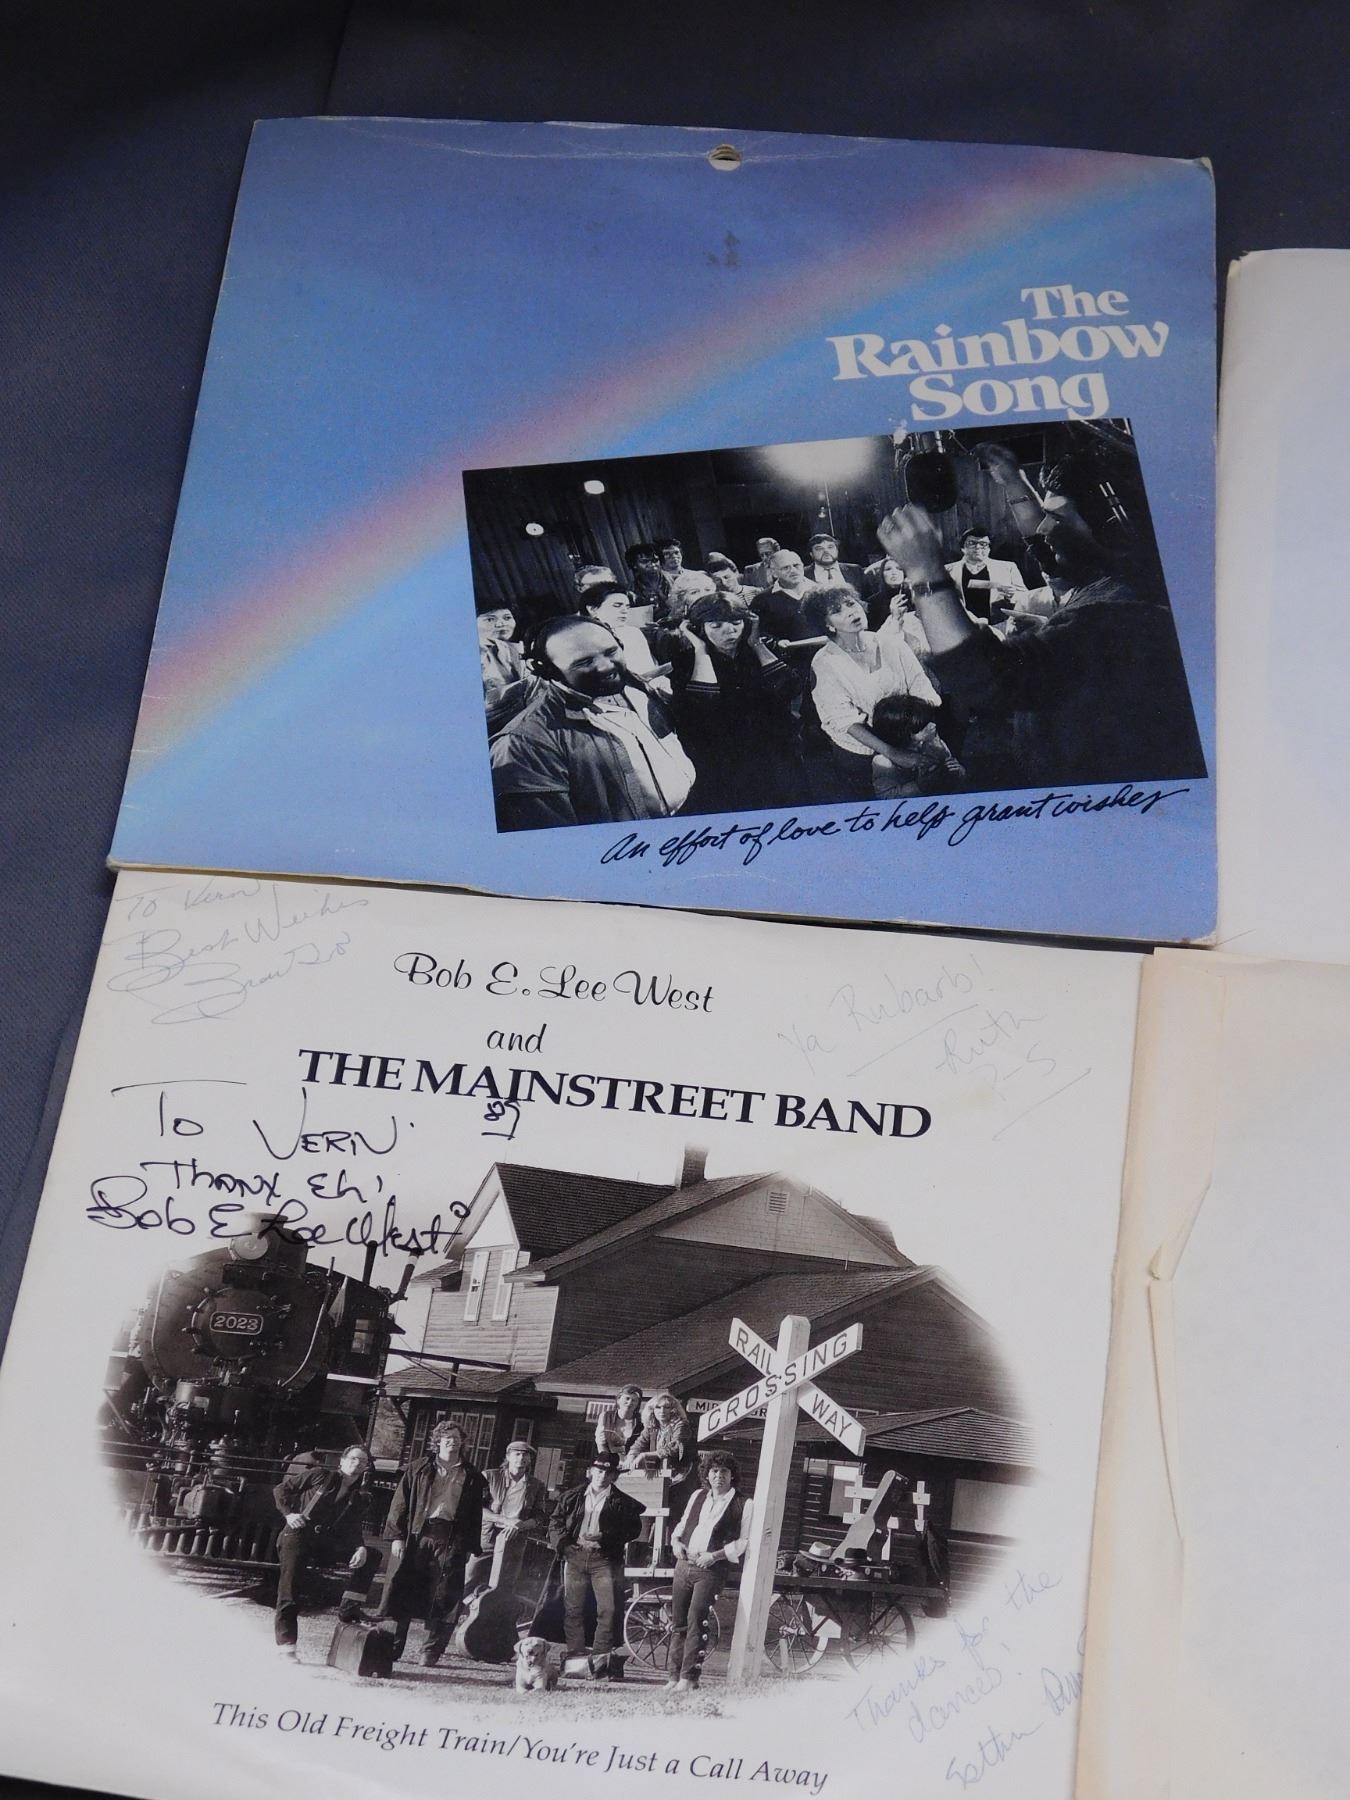 The
Rainbow
Song
An effort of love to help grant wishes
To
Best Wishes
Bob E. Lee West
and
THE MAINSTREET BAND
Ya Rubarb!
Ruth
P-S
To VERN
THANX EH!
Bob E Lee West
2023
RAIL WAY
CROSSING
Thanks for the
dances!
Esther
This Old Freight Train/You're Just a Call Away